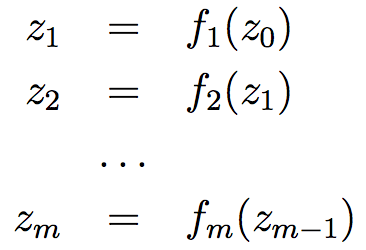 z₁ = f₁(z₀)
z₂ = f₂(z₁)
...
zₘ = fₘ(zₘ₋₁)